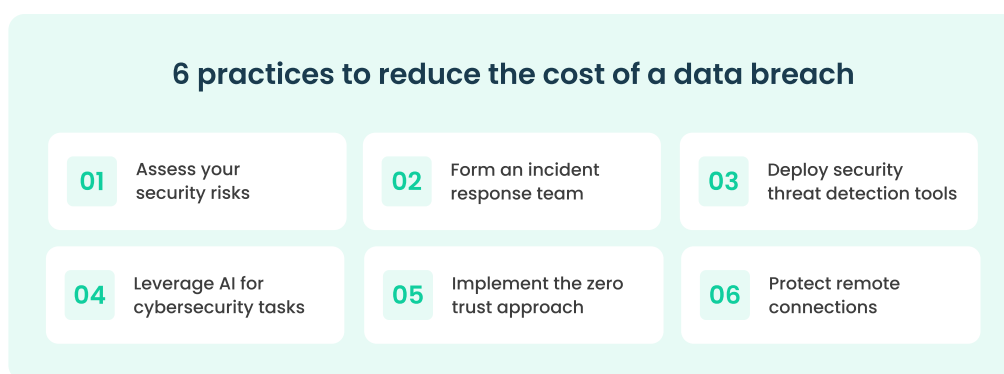 6 practices to reduce the cost of a data breach
01
Assess your
security risks
02
Form an incident
response team
03
Deploy security
threat detection tools
04
Leverage AI for
cybersecurity tasks
05
Implement the zero
trust approach
06
Protect remote
connections